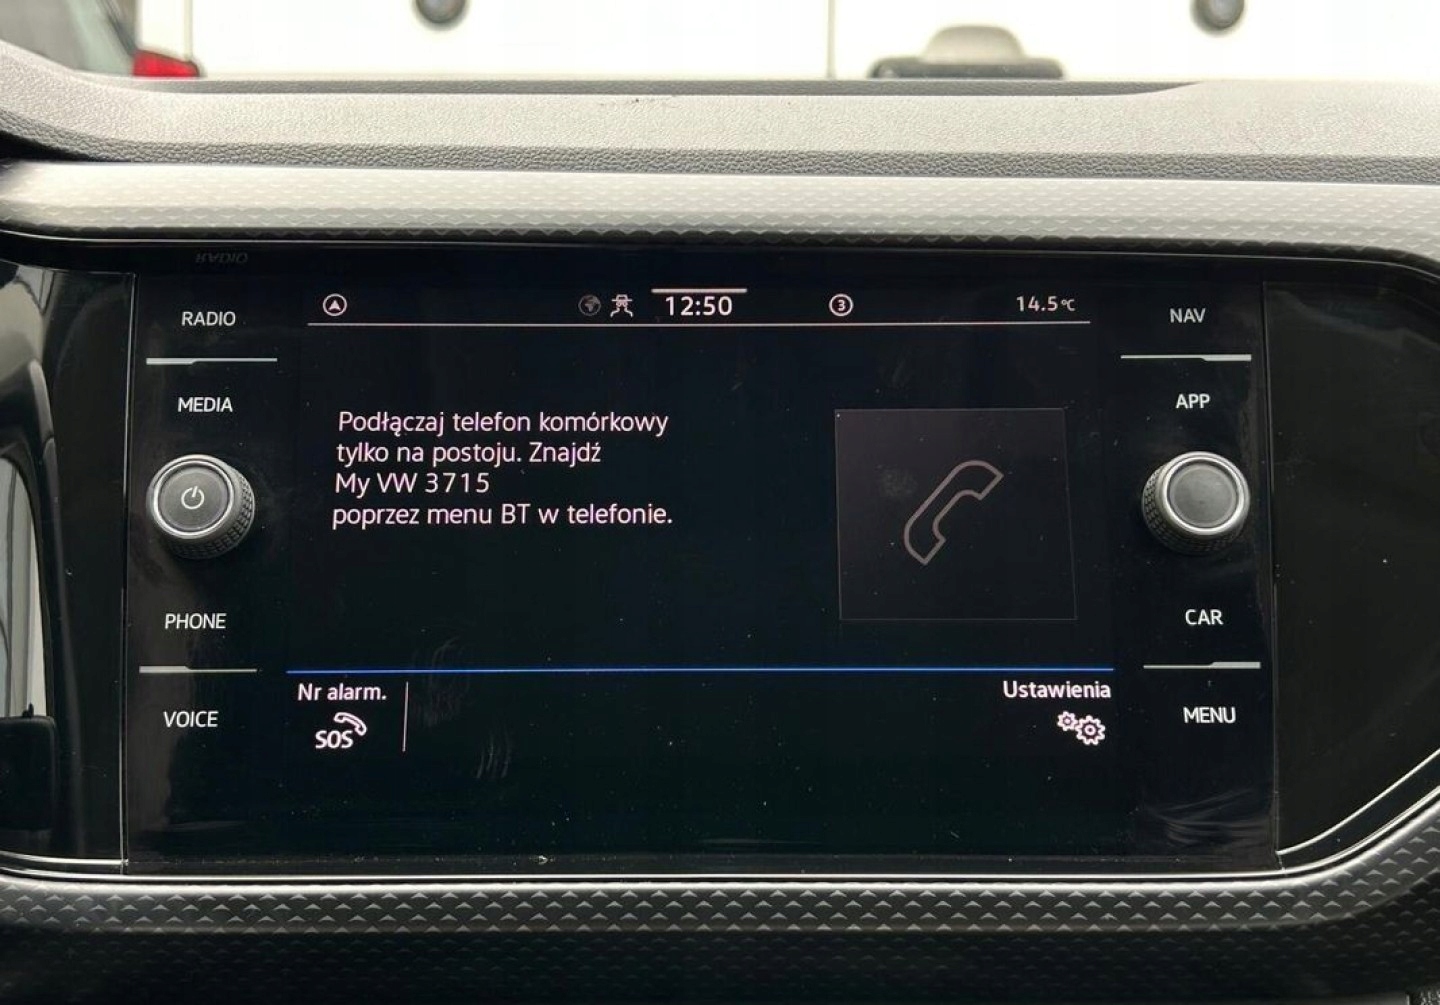 RADIO
MEDIA
PHONE
VOICE
12:50
3
14.5°C
Podłączaj telefon komórkowy
tylko na postoju. Znajdź
My VW 3715
poprzez menu BT w telefonie.
Nr alarm.
SOS
Ustawienia
NAV
APP
CAR
MENU